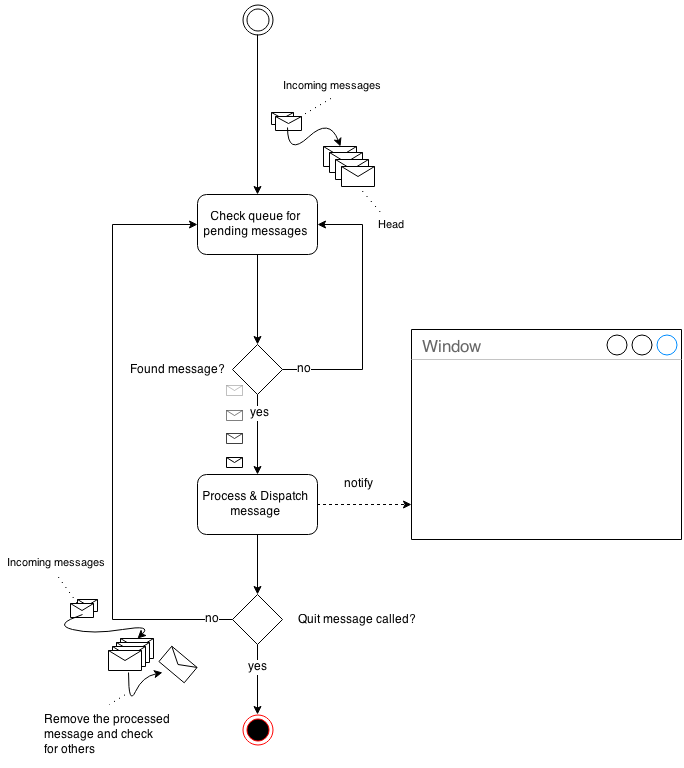 Incoming messages
Head
Check queue for
pending messages
Found message?
no
yes
Window
Process & Dispatch
message
notify
Incoming messages
no
Quit message called?
yes
Remove the processed
message and check
for others